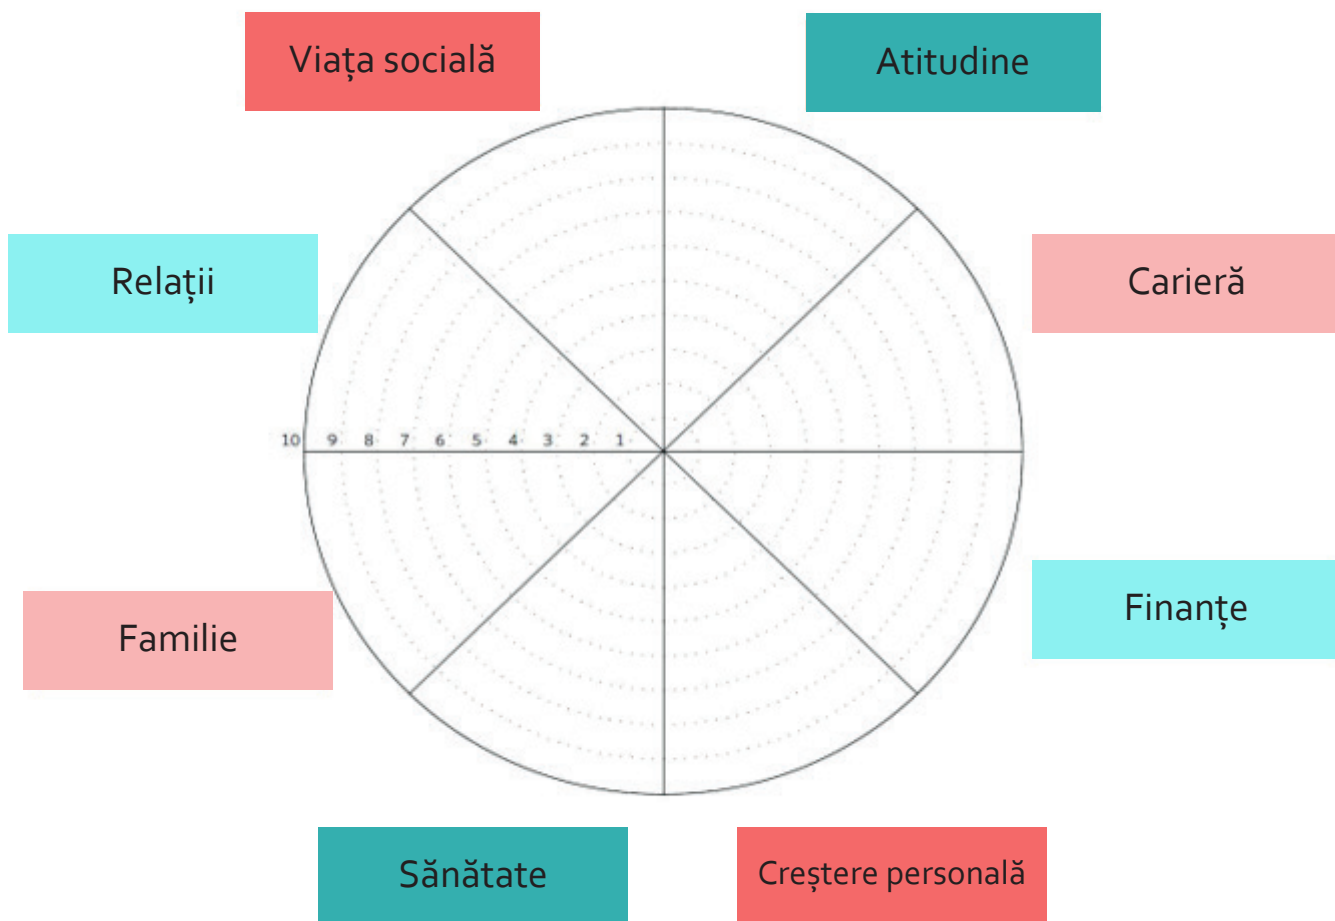 Viața socială
Atitudine
Relații
Carieră
10 9 8 7 6 5 4 3 2 1
Finanțe
Familie
Sănătate
Creștere personală